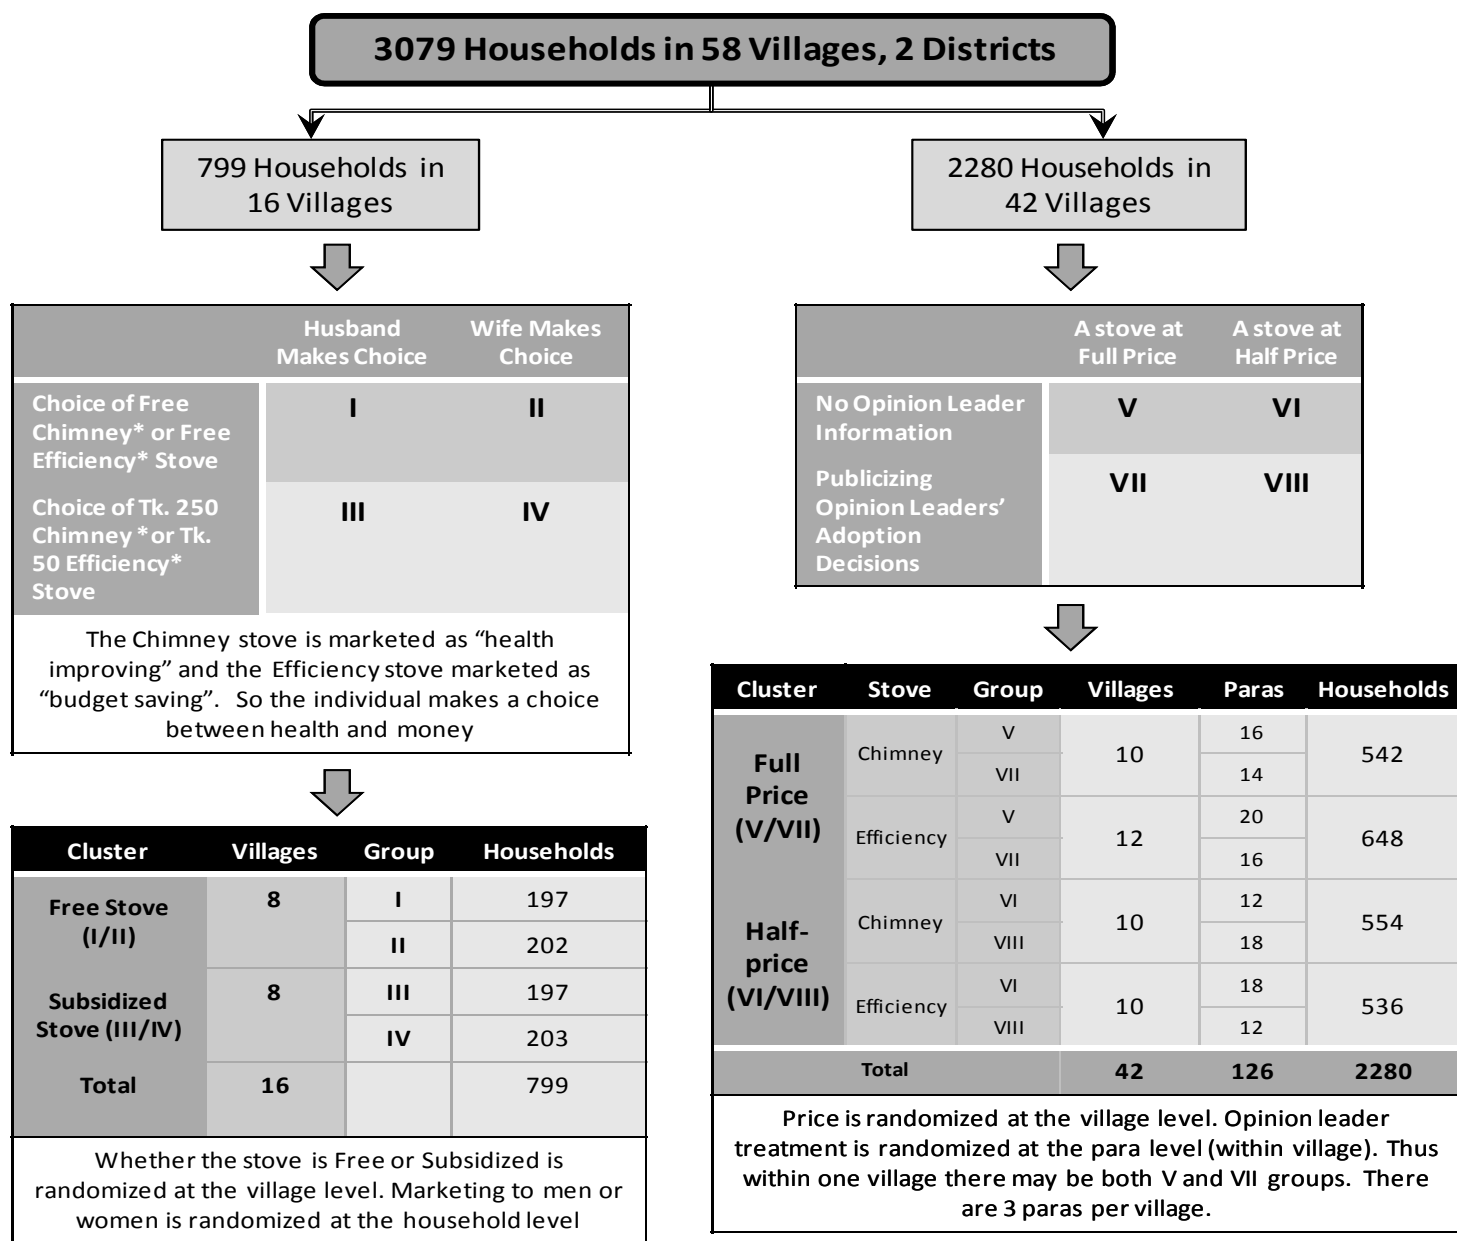 3079 Households in 58 Villages, 2 Districts
799 Households in
16 Villages
2280 Households in
42 Villages
Husband
Makes Choice
Wife Makes
Choice
Choice of Free
Chimney* or Free
Efficiency* Stove
I
II
Choice of Tk. 250
Chimney *or Tk.
50 Efficiency*
Stove
III
IV
The Chimney stove is marketed as “health
improving” and the Efficiency stove marketed as
“budget saving”. So the individual makes a choice
between health and money
Cluster Villages Group Households
Free Stove
(I/II)
8
I 197
II 202
Subsidized
Stove (III/IV)
8
III 197
IV 203
Total 16 799
Whether the stove is Free or Subsidized is
randomized at the village level. Marketing to men or
women is randomized at the household level
A stove at
Full Price
A stove at
Half Price
No Opinion Leader
Information
V
VI
Publicizing
Opinion Leaders’
Adoption
Decisions
VII
VIII
Cluster Stove Group Villages Paras Households
Full
Price
(V/VII)
Chimney
V
VII
10
16
14
542
Efficiency
V
VII
12
20
16
648
Half-
price
(VI/VIII)
Chimney
VI
VIII
10
12
18
554
Efficiency
VI
VIII
10
18
12
536
Total 42 126 2280
Price is randomized at the village level. Opinion leader
treatment is randomized at the para level (within village). Thus
within one village there may be both V and VII groups. There
are 3 paras per village.